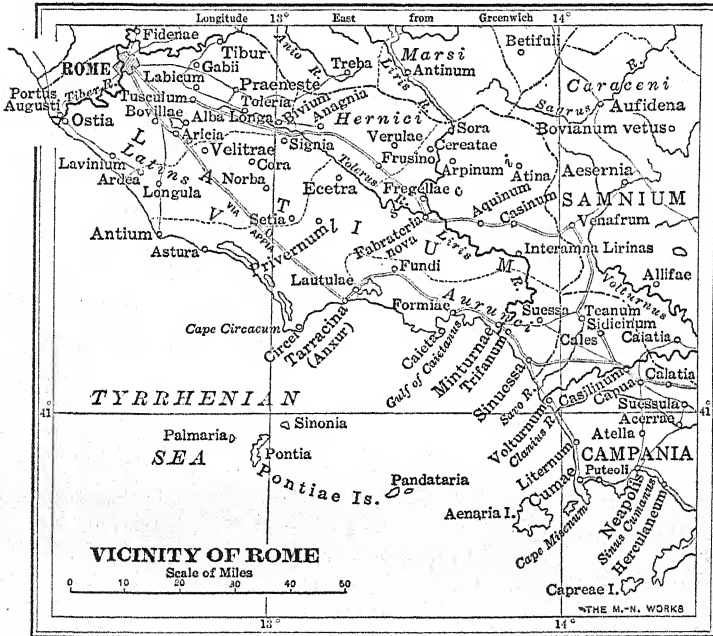 Longitude 13° East from Greenwich 14°
Fidenae
Tibur
Anio R.
Treba
Marsi
Antinum
Liris R.
Betifuli
ROME
Gabii
Labicum
Praeneste
Caraceni
Portus
Augusti
Tiber R.
Tusculum
Toleria
Bivium
Anagnia
Hernici
Aufidena
Ostia
Bovillae
Alba Longa
Sora
Bovianum vetus
Aricia
Signia
Verulae
Cereatae
LATIUM
Latins
Velitrae
Cora
Frusino
Arpinum
Atina
Lavinium
Ardea
Tolerus
Aesernia
Longula
Norba
Ecetra
Fregellae
SAMNIUM
Setia
Aquinum
Casinum
Venafrum
VIA
APPIA
Antium
Privernum
Fabrateria
nova
Liris R.
Interamna Lirinas
Astura
Lautulae
Fundi
Allifae
Volturnus
Formiae
Aurunci
Suessa
Teanum
Sidicinum
Cape Circaeum
Circei
Tarracina
(Anxur)
Caieta
Gulf of Caietanus
Minturnae
Trifanum
Cales
Caiatia
Sinuessa
Casilinum
Capua
Calatia
TYRRHENIAN
SEA
41
41
Savo R.
Suessula
Acerrae
Sinonia
Palmaria
Pontia
Volturnum
Clanius R.
Atella
CAMPANIA
Pontiae Is.
Pandataria
Liternum
Cumae
Puteoli
Aenaria I.
Cape Misenum
Neapolis
Sinus Cumanus
Herculaneum
VICINITY OF ROME
Scale of Miles
0 10 20 30 40 50
Capreae I.
THE M.-N. WORKS
13°
14°